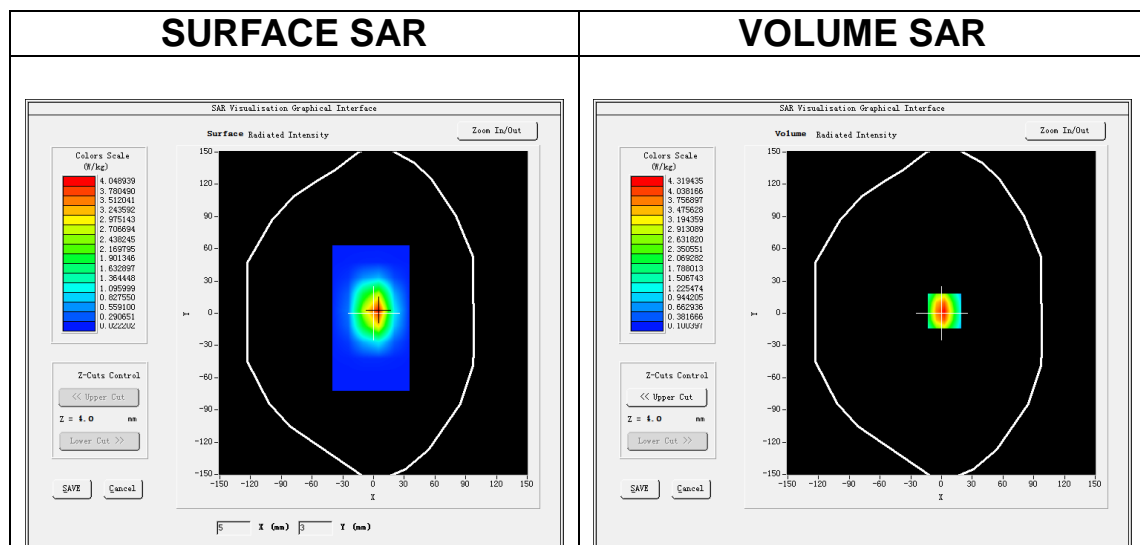 SURFACE SAR
VOLUME SAR
SAR Visualisation Graphical Interface
Surface Radiated Intensity
Zoom In/Out
Colors Scale
(W/kg)
4.048939
3.780490
3.512041
3.243592
2.975143
2.706694
2.438245
2.169795
1.901346
1.632897
1.364448
1.095999
0.827550
0.559100
0.290651
0.022202
150
120
90
60
30
0
-30
-60
-90
-120
-150
Y
-150 -120 -90 -60 -30 0 30 60 90 120 150
X
Z-Cuts Control
<< Upper Cut
Z = 4.0 mm
Lower Cut >>
SAVE Cancel
5 X (mm) 3 Y (mm)
SAR Visualisation Graphical Interface
Volume Radiated Intensity
Zoom In/Out
Colors Scale
(W/kg)
4.319435
4.038166
3.756897
3.475628
3.194359
2.913089
2.631820
2.350551
2.069282
1.788013
1.506743
1.225474
0.944205
0.662936
0.381666
0.100397
150
120
90
60
30
0
-30
-60
-90
-120
-150
Y
-150 -120 -90 -60 -30 0 30 60 90 120 150
X
Z-Cuts Control
<< Upper Cut
Z = 4.0 mm
Lower Cut >>
SAVE Cancel